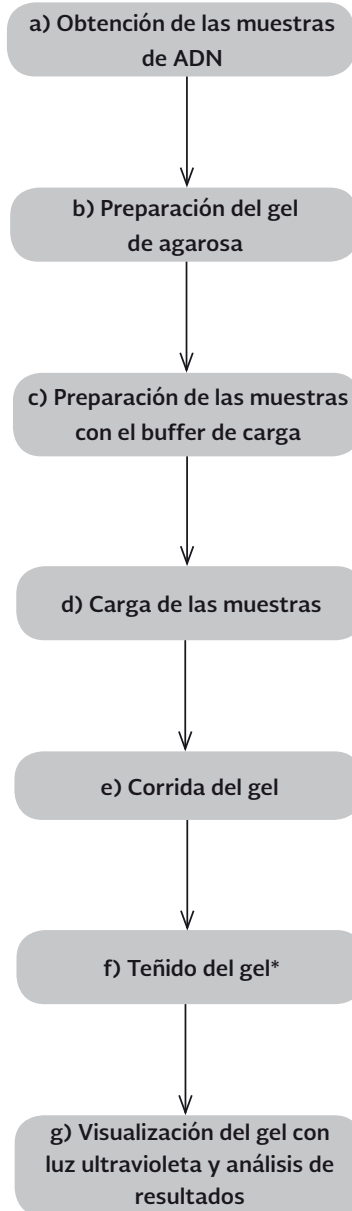 a) Obtención de las muestras
de ADN
b) Preparación del gel
de agarosa
c) Preparación de las muestras
con el buffer de carga
d) Carga de las muestras
e) Corrida del gel
f) Teñido del gel*
g) Visualización del gel con
luz ultravioleta y análisis de
resultados